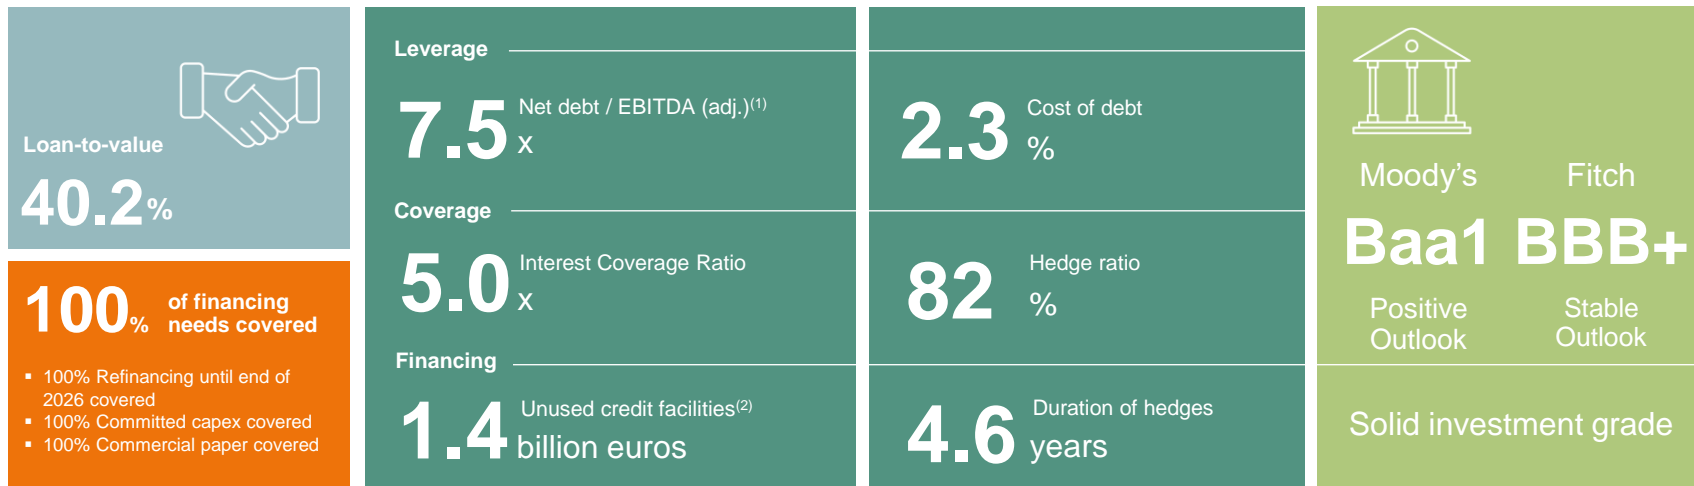 Loan-to-value
40.2%
100% of financing
needs covered
▪ 100% Refinancing until end of
2026 covered
▪ 100% Committed capex covered
▪ 100% Commercial paper covered
Leverage
7.5 Net debt / EBITDA (adj.)(1)
x
Coverage
5.0 Interest Coverage Ratio
x
Financing
1.4 Unused credit facilities(2)
billion euros
2.3 Cost of debt
%
82 Hedge ratio
%
4.6 Duration of hedges
years
Moody's Fitch
Baa1 BBB+
Positive
Outlook
Stable
Outlook
Solid investment grade